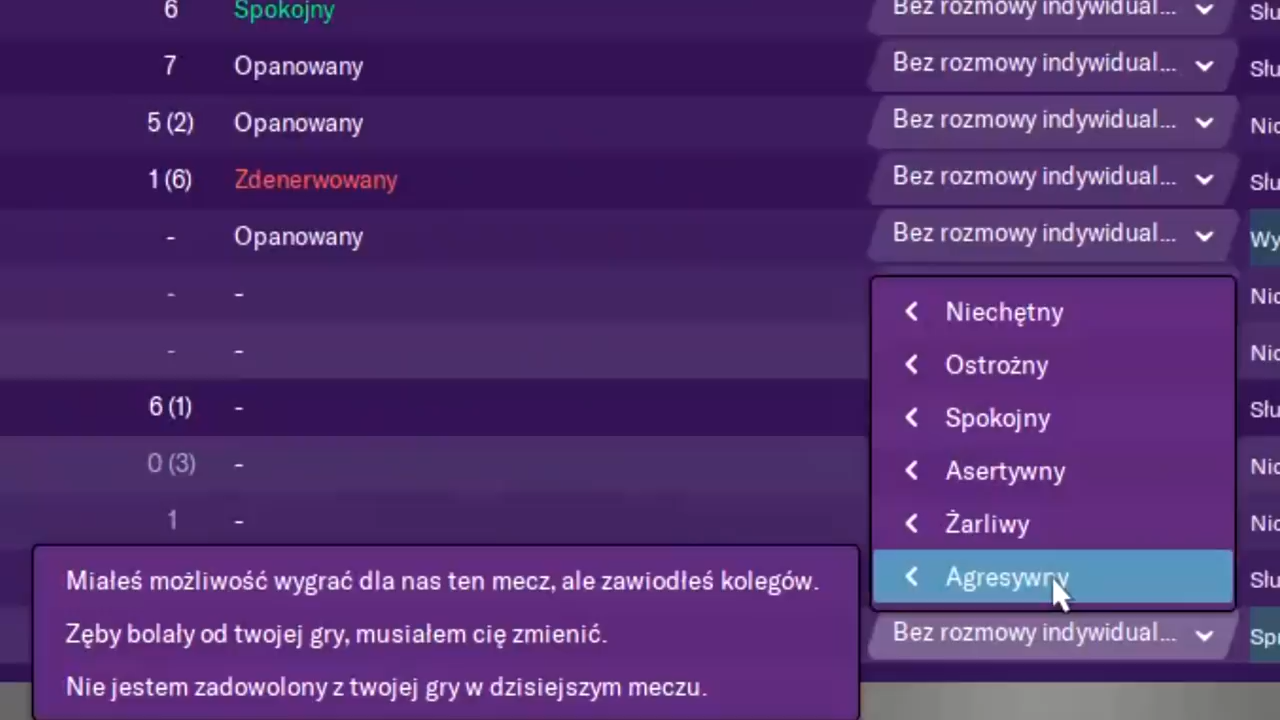 6 Spokojny Bez rozmowy indywidual... Słu
7 Opanowany Bez rozmowy indywidual... Słu
5 (2) Opanowany Bez rozmowy indywidual... Nic
1 (6) Zdenerwowany Bez rozmowy indywidual... Słu
- Opanowany Bez rozmowy indywidual... Wy
- - Nic
Niechętny
- - Nic
Ostrożny
6 (1) - Słu
Spokojny
0 (3) - Nic
Asertywny
1 - Nic
Żarliwy
Agresywny Słu
Miałeś możliwość wygrać dla nas ten mecz, ale zawiodłeś kolegów.
Zęby bolały od twojej gry, musiałem cię zmienić.
Bez rozmowy indywidual... Spr
Nie jestem zadowolony z twojej gry w dzisiejszym meczu.